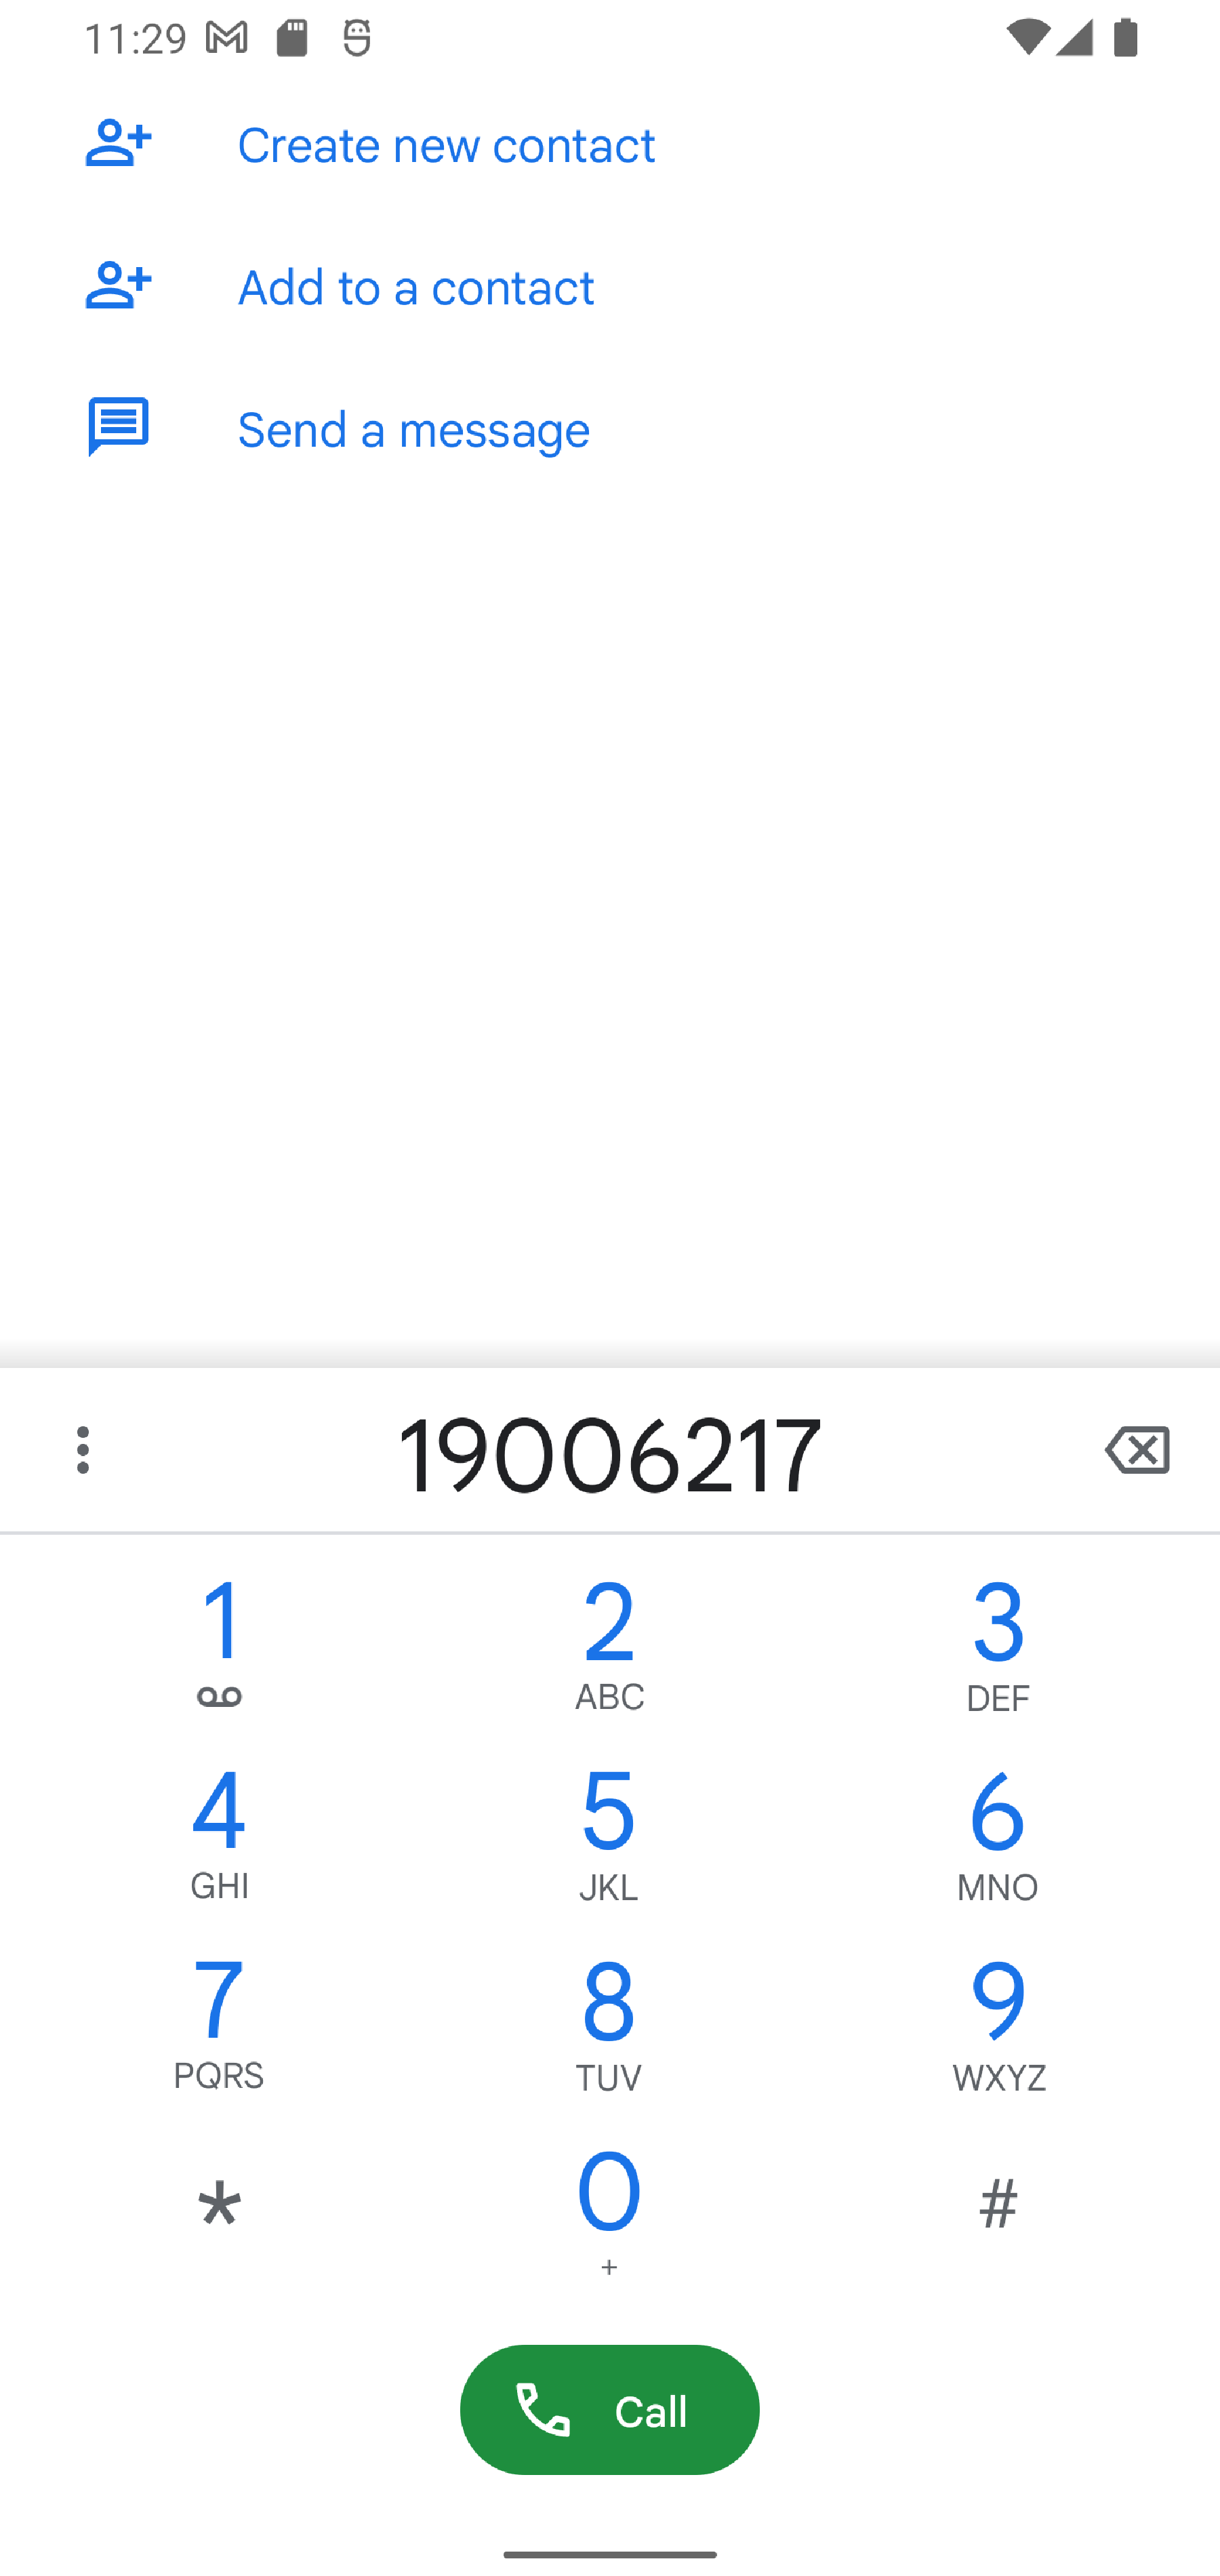 11:29
Create new contact
Add to a contact
Send a message
19006217
1 2 3
ABC DEF
4 5 6
GHI JKL MNO
7 8 9
PQRS TUV WXYZ
* 0 #
+
Call